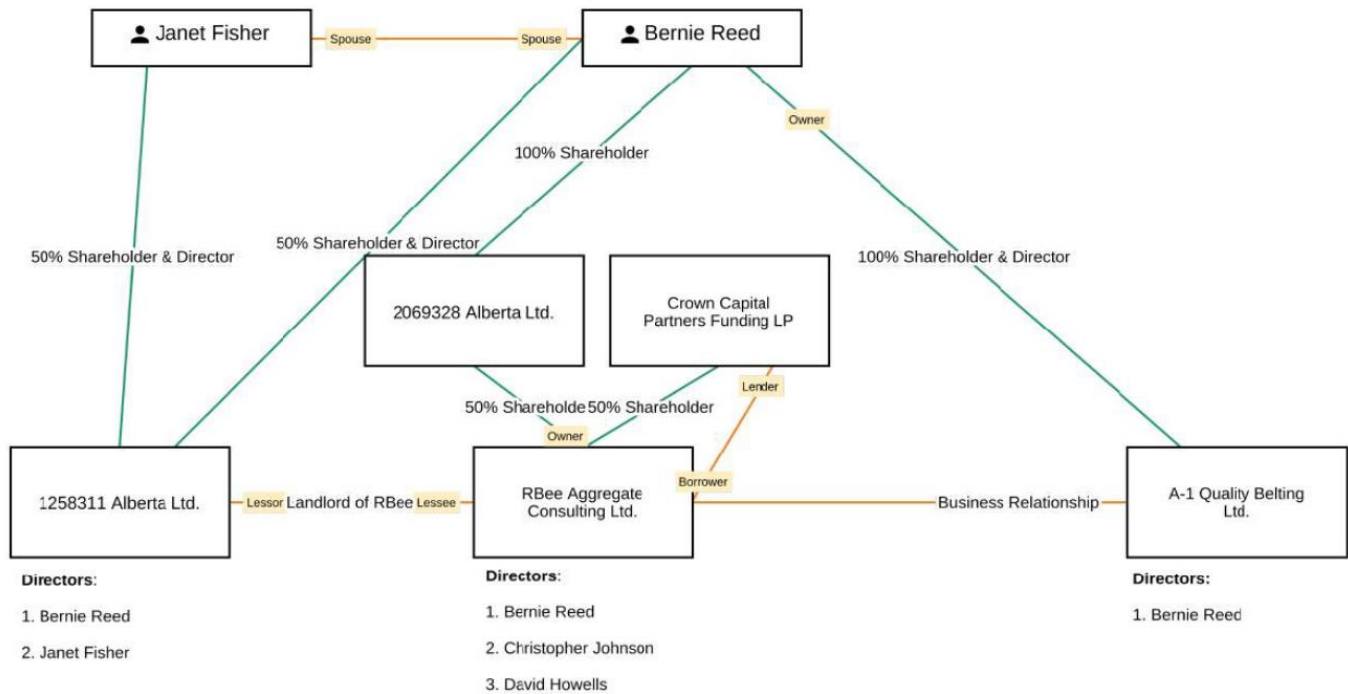 Janet Fisher
Spouse
Spouse
Bernie Reed
Owner
100% Shareholder
50% Shareholder & Director
50% Shareholder & Director
100% Shareholder & Director
2069328 Alberta Ltd.
Crown Capital
Partners Funding LP
Lender
50% Shareholde
50% Shareholder
Owner
Borrower
1258311 Alberta Ltd.
Lessor
Landlord of RBee
Lessee
RBee Aggregate
Consulting Ltd.
Business Relationship
A-1 Quality Belting
Ltd.
Directors:
1. Bernie Reed
2. Janet Fisher
Directors:
1. Bernie Reed
2. Christopher Johnson
3. David Howells
Directors:
1. Bernie Reed